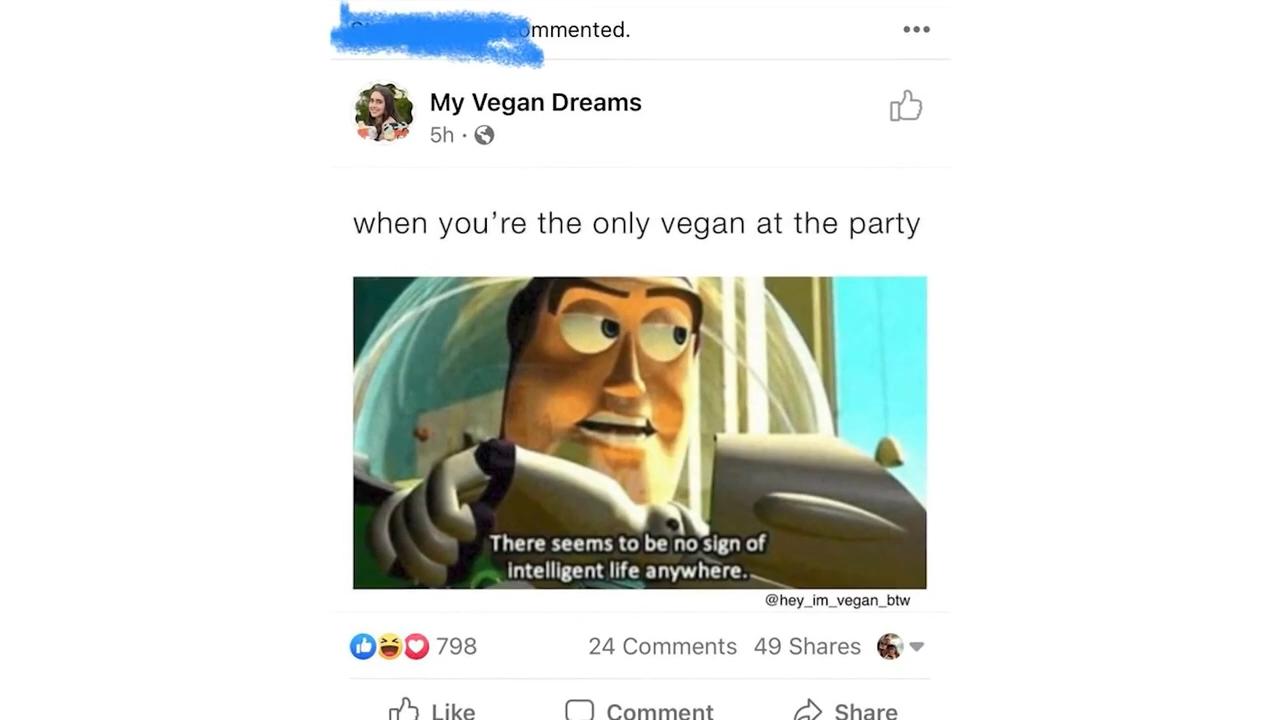 ommented.
My Vegan Dreams
5h ·
when you're the only vegan at the party
There seems to be no sign of
intelligent life anywhere.
@hey_im_vegan_btw
798 24 Comments 49 Shares
Like Comment Share